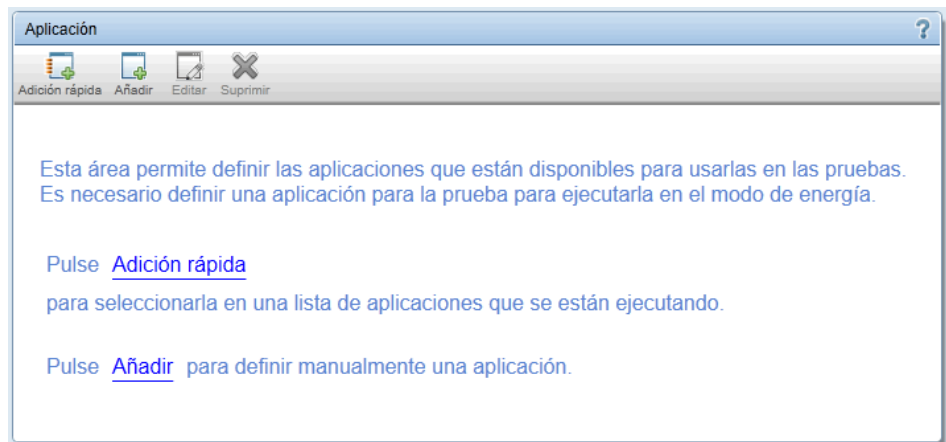 Aplicación ?
Adición rápida Añadir Editar Suprimir
Esta área permite definir las aplicaciones que están disponibles para usarlas en las pruebas.
Es necesario definir una aplicación para la prueba para ejecutarla en el modo de energía.
Pulse Adición rápida
para seleccionarla en una lista de aplicaciones que se están ejecutando.
Pulse Añadir para definir manualmente una aplicación.